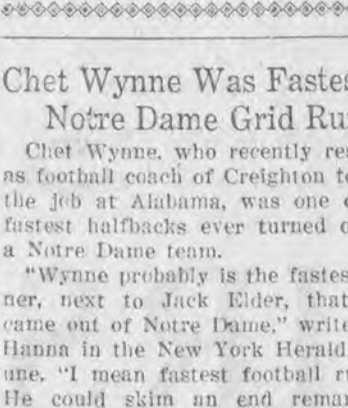 Chet Wynne Was Fastes
Notre Dame Grid Ru
Chet Wynne, who recently res
as football coach of Creighton to
the job at Alabama, was one o
fastest halfbacks ever turned o
a Notre Dame team.
"Wynne probably is the fastes
ner, next to Jack Elder, that
came out of Notre Dame," write
Hanna in the New York Herald
une. "I mean fastest football ru
He could skim an end remar